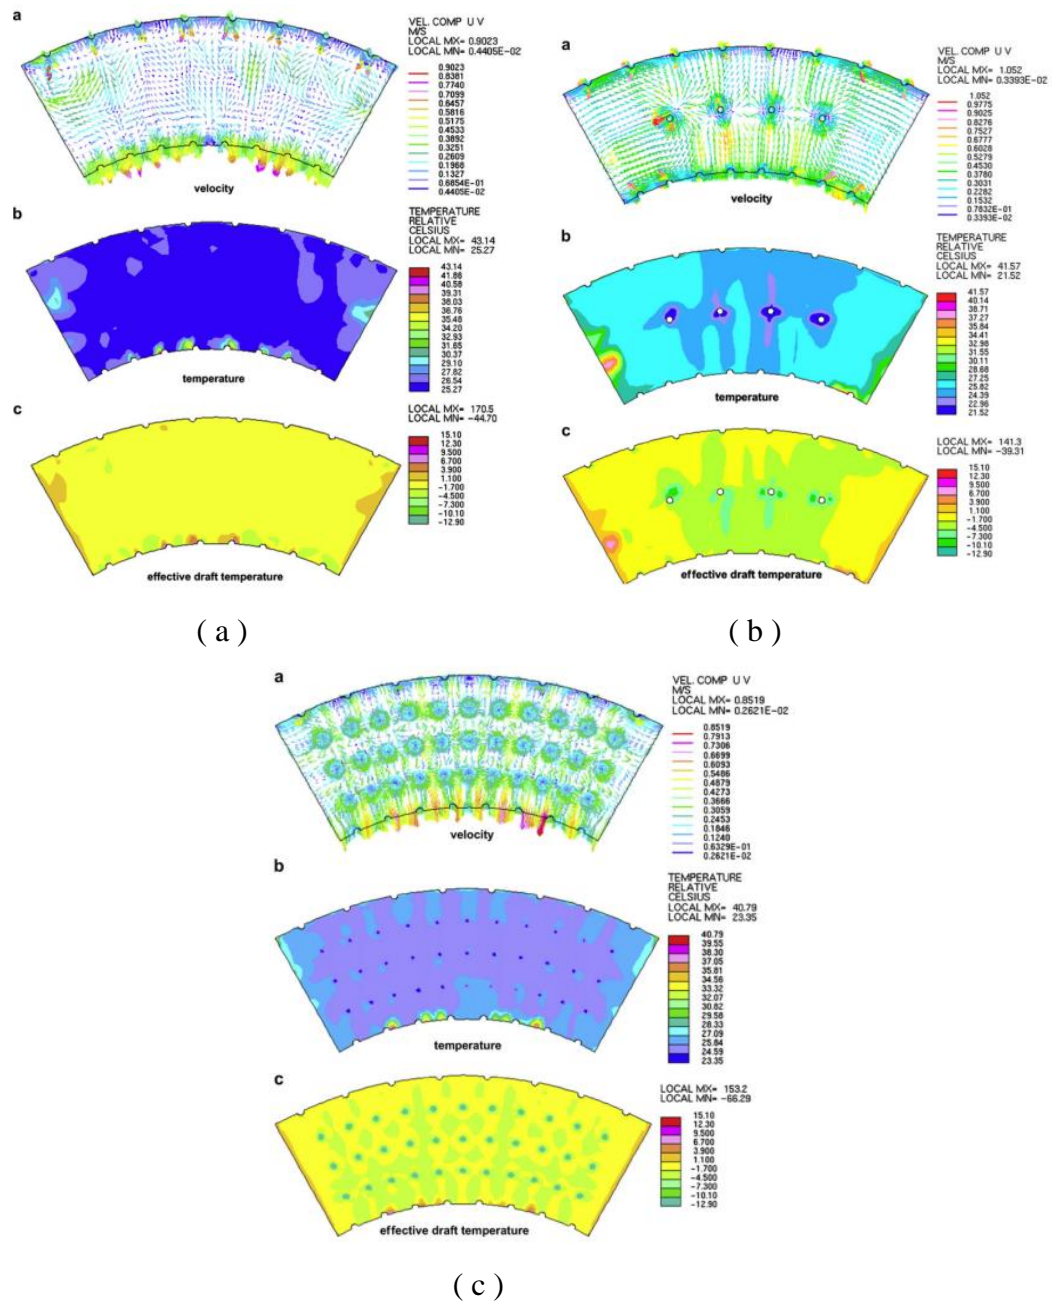 a
VEL. COMP U V
M/S
LOCAL MX= 0.9023
LOCAL MN= 0.4405E-02
0.9023
0.8381
0.7740
0.7099
0.6457
0.5816
0.5175
0.4533
0.3892
0.3251
0.2609
0.1968
0.1327
0.6854E-01
0.4405E-02
velocity
b
TEMPERATURE
RELATIVE
CELSIUS
LOCAL MX= 43.14
LOCAL MN= 25.27
43.14
41.86
40.58
39.31
38.03
36.76
35.48
34.20
32.93
31.65
30.37
29.10
27.82
26.54
25.27
temperature
c
LOCAL MX= 170.5
LOCAL MN= -44.70
15.10
12.30
9.500
6.700
3.900
1.100
-1.700
-4.500
-7.300
-10.10
-12.90
effective draft temperature
( a )
a
VEL. COMP U V
M/S
LOCAL MX= 1.052
LOCAL MN= 0.3393E-02
1.052
0.9775
0.9025
0.8276
0.7527
0.6777
0.6028
0.5279
0.4530
0.3780
0.3031
0.2282
0.1532
0.7832E-01
0.3393E-02
velocity
b
TEMPERATURE
RELATIVE
CELSIUS
LOCAL MX= 41.57
LOCAL MN= 21.52
41.57
40.14
38.71
37.27
35.84
34.41
32.98
31.55
30.11
28.68
27.25
25.82
24.39
22.96
21.52
temperature
c
LOCAL MX= 141.3
LOCAL MN= -39.31
15.10
12.30
9.500
6.700
3.900
1.100
-1.700
-4.500
-7.300
-10.10
-12.90
effective draft temperature
( b )
a
VEL. COMP U V
M/S
LOCAL MX= 0.8519
LOCAL MN= 0.2621E-02
0.8519
0.7913
0.7306
0.6699
0.6093
0.5486
0.4879
0.4273
0.3666
0.3059
0.2453
0.1846
0.1240
0.6329E-01
0.2621E-02
velocity
b
TEMPERATURE
RELATIVE
CELSIUS
LOCAL MX= 40.79
LOCAL MN= 23.35
40.79
39.55
38.30
37.05
35.81
34.56
33.32
32.07
30.82
29.58
28.33
27.09
25.84
24.59
23.35
temperature
c
LOCAL MX= 153.2
LOCAL MN= -66.29
15.10
12.30
9.500
6.700
3.900
1.100
-1.700
-4.500
-7.300
-10.10
-12.90
effective draft temperature
( c )